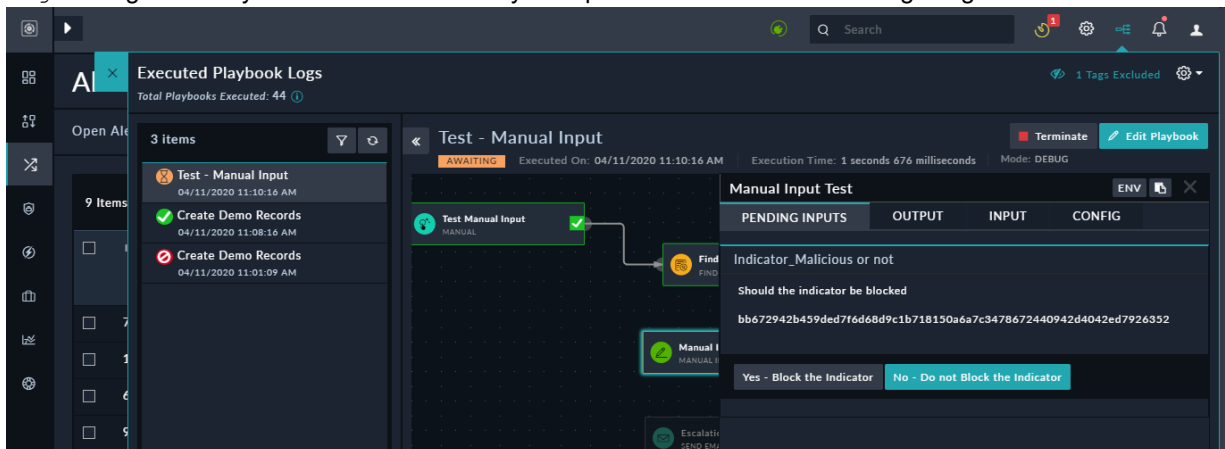 1
Search
Executed Playbook Logs
Total Playbooks Executed: 44
1 Tags Excluded
Open Ale
3 items
Test - Manual Input
Terminate
Edit Playbook
AWAITING Executed On: 04/11/2020 11:10:16 AM Execution Time: 1 seconds 676 milliseconds Mode: DEBUG
Test - Manual Input
04/11/2020 11:10:16 AM
Create Demo Records
04/11/2020 11:08:16 AM
Create Demo Records
04/11/2020 11:01:09 AM
9 Items
7
1
Test Manual Input
MANUAL
Find
FIND
Manual I
MANUAL I
Escalati
SEND EMA
Manual Input Test
ENV
PENDING INPUTS OUTPUT INPUT CONFIG
Indicator_Malicious or not
Should the indicator be blocked
bb672942b459ded7f6d68d9c1b718150a6a7c3478672440942d4042ed7926352
Yes - Block the Indicator No - Do not Block the Indicator